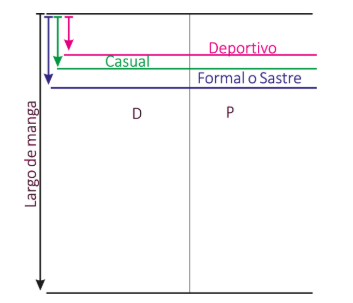 Deportivo
Casual
Formal o Sastre
D
P
Largo de manga